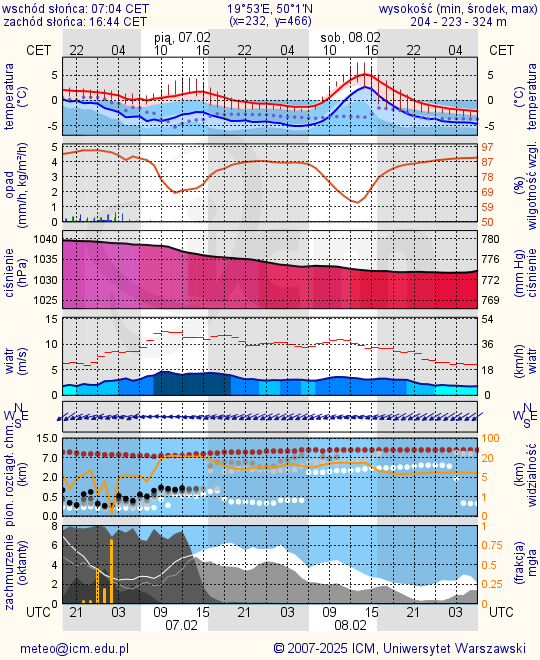 wschód słońca: 07:04 CET 19°53'E, 50°1'N wysokość (min, środek, max)
zachód słońca: 16:44 CET (x=232, y=466) 204 - 223 - 324 m
pią, 07.02 sob, 08.02
CET 22 04 10 16 22 04 10 16 22 04 CET
temperatura (°C) 5 0 -5 5 0 -5 (°C) temperatura
opad (mm/h, kg/m²/h) 5 4 3 2 1 0 97 87 78 69 59 50 (%) wilgotność wzgl.
ciśnienie (hPa) 1040 1035 1030 1025 780 776 772 769 (mm Hg) ciśnienie
wiatr (m/s) 15 10 5 0 54 36 18 0 (km/h) wiatr
N W E S N W E S
pion. rozciągł. chm. (km) 15.0 7.0 2.0 0.5 0.0 100 20 5 1 0 (km) widzialność
zachmurzenie (oktanty) 8 6 4 2 0 1 0.75 0.5 0.25 0 (frakcja) mgła
UTC 21 03 09 15 21 03 09 15 21 03 UTC
07.02 08.02
meteo@icm.edu.pl © 2007-2025 ICM, Uniwersytet Warszawski